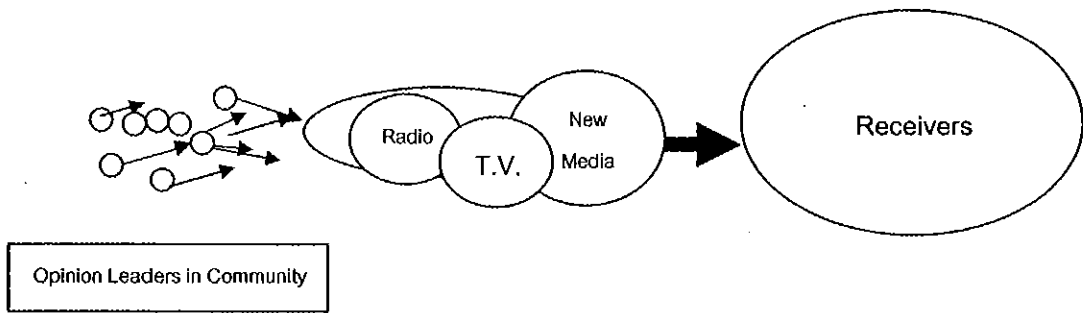 Radio
T.V.
New
Media
Receivers
Opinion Leaders in Community